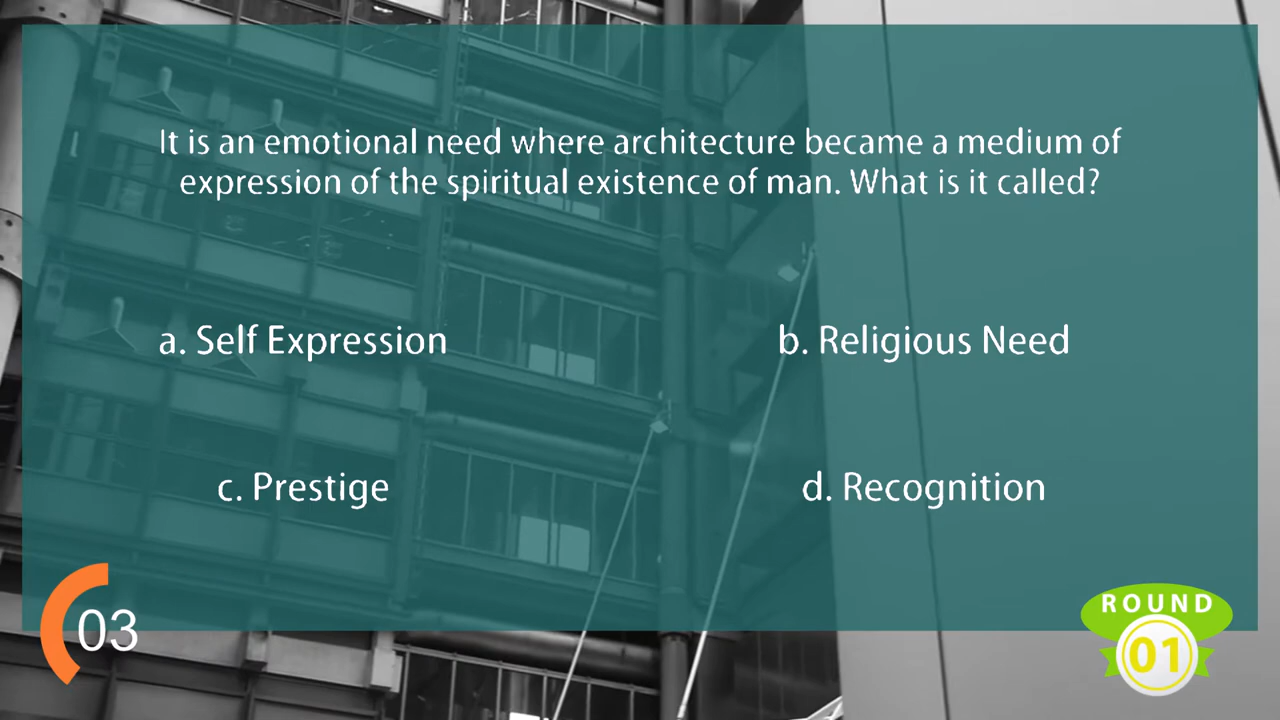 It is an emotional need where architecture became a medium of
expression of the spiritual existence of man. What is it called?
a. Self Expression
b. Religious Need
c. Prestige
d. Recognition
03
ROUND
01